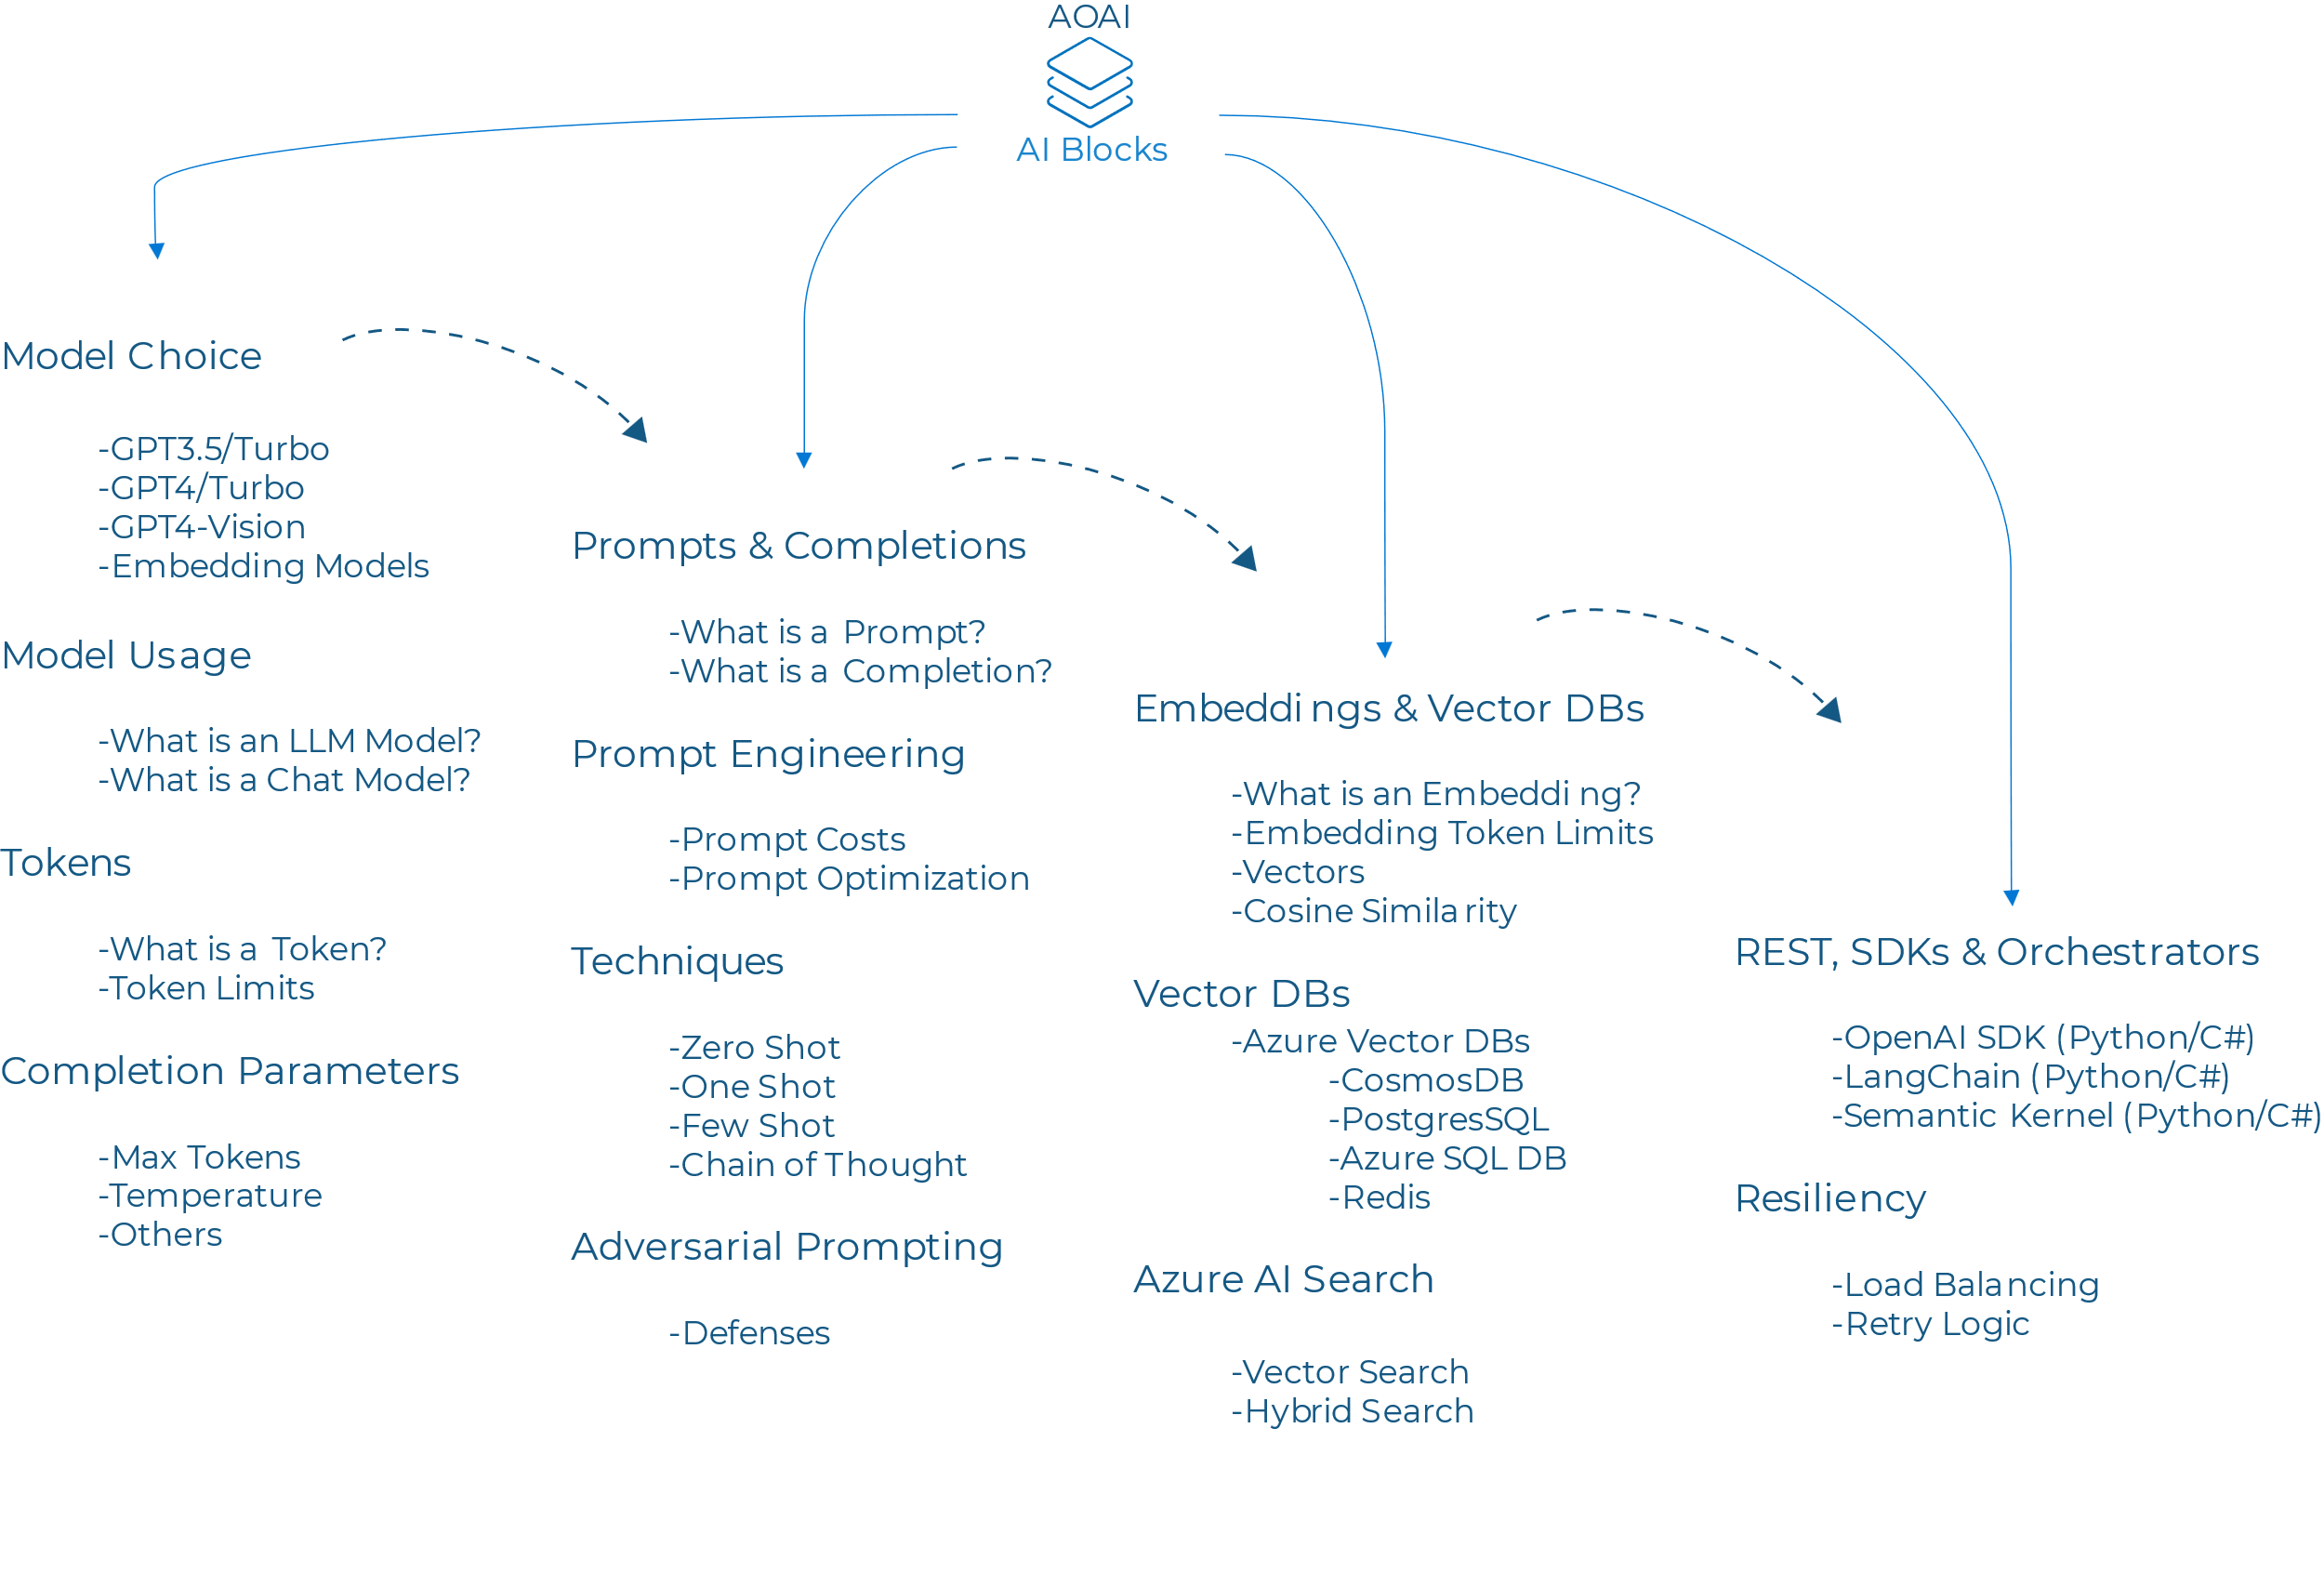 AOAI
AI Blocks
Model Choice
-GPT3.5/Turbo
-GPT4/Turbo
-GPT4-Vision
-Embedding Models
Model Usage
-What is an LLM Model?
-What is a Chat Model?
Tokens
-What is a Token?
-Token Limits
Completion Parameters
-Max Tokens
-Temperature
-Others
Prompts & Completions
-What is a Prompt?
-What is a Completion?
Prompt Engineering
-Prompt Costs
-Prompt Optimization
Techniques
-Zero Shot
-One Shot
-Few Shot
-Chain of Thought
Adversarial Prompting
-Defenses
Embeddings & Vector DBs
-What is an Embedding?
-Embedding Token Limits
-Vectors
-Cosine Similarity
Vector DBs
-Azure Vector DBs
-CosmosDB
-PostgresSQL
-Azure SQL DB
-Redis
Azure AI Search
-Vector Search
-Hybrid Search
REST, SDKs & Orchestrators
-OpenAI SDK (Python/C#)
-LangChain (Python/C#)
-Semantic Kernel (Python/C#)
Resiliency
-Load Balancing
-Retry Logic